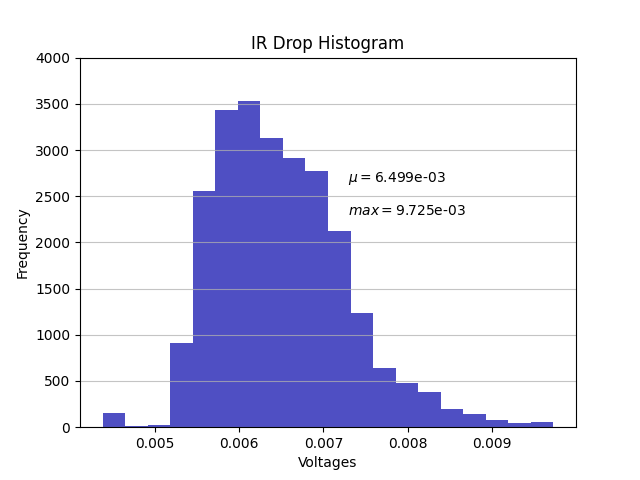 IR Drop Histogram
4000
3500
3000
2500
2000
1500
1000
500
0
Frequency
μ = 6.499e-03
max = 9.725e-03
0.005 0.006 0.007 0.008 0.009
Voltages